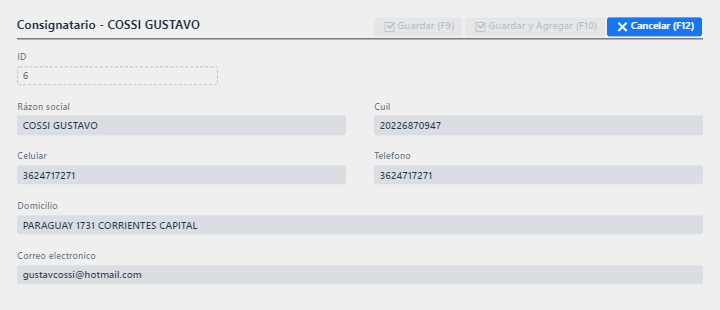 Consignatario - COSSI GUSTAVO
Guardar (F9) Guardar y Agregar (F10) Cancelar (F12)
ID
6
Rázon social Cuil
COSSI GUSTAVO 20226870947
Celular Telefono
3624717271 3624717271
Domicilio
PARAGUAY 1731 CORRIENTES CAPITAL
Correo electronico
gustavcossi@hotmail.com